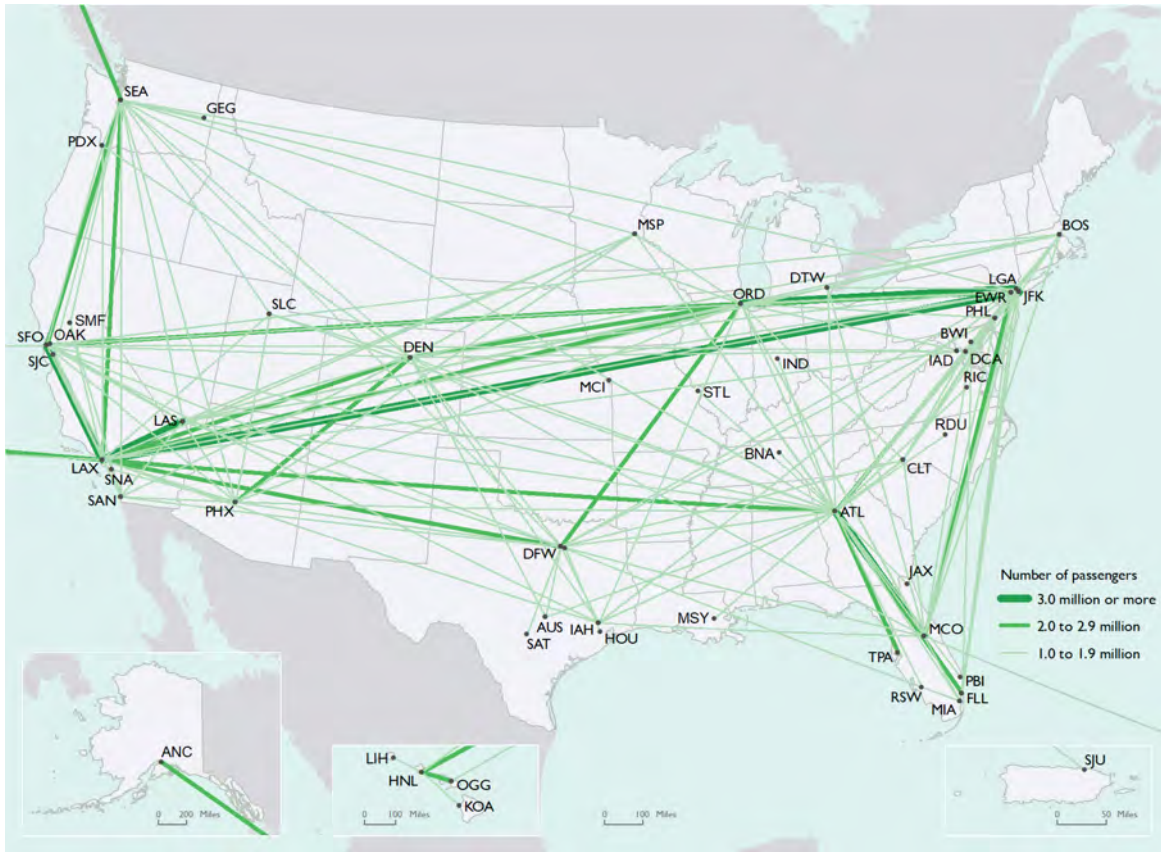 SEA
GEG
PDX
MSP
BOS
DTW
LGA
ORD
EWR
JFK
SLC
PHL
SMF
SFO
OAK
BWI
SJC
DEN
IAD
DCA
IND
MCI
STL
RIC
LAS
RDU
BNA
CLT
LAX
SNA
SAN
PHX
ATL
DFW
JAX
Number of passengers
3.0 million or more
2.0 to 2.9 million
1.0 to 1.9 million
AUS
IAH
MSY
MCO
SAT
HOU
TPA
PBI
RSW
FLL
MIA
ANC
0 200 Miles
LIH
HNL
OGG
KOA
0 100 Miles
0 100 Miles
SJU
0 50 Miles